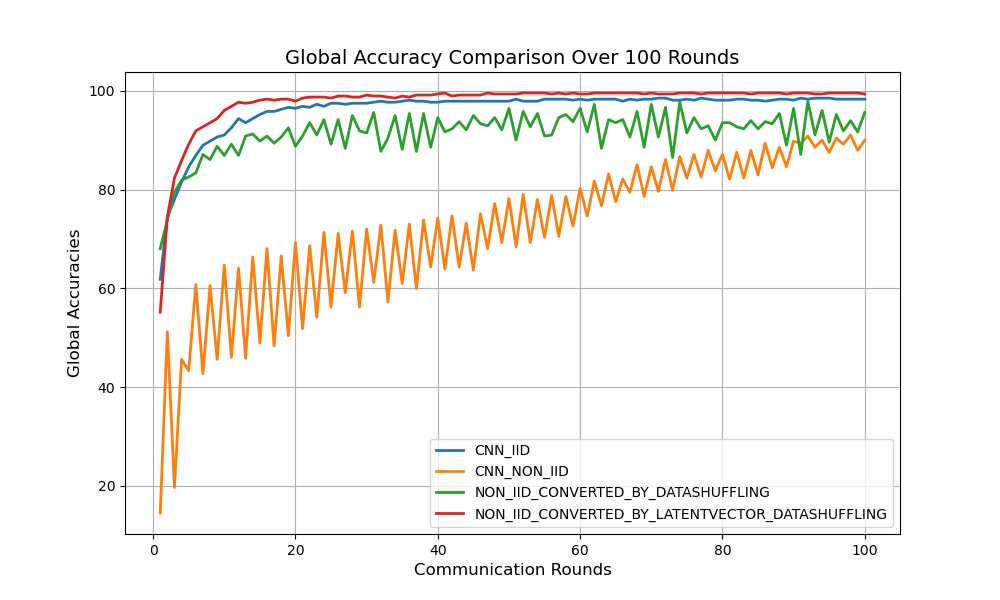 Global Accuracy Comparison Over 100 Rounds
Global Accuracies
100
80
60
40
20
CNN_IID
CNN_NON_IID
NON_IID_CONVERTED_BY_DATASHUFFLING
NON_IID_CONVERTED_BY_LATENTVECTOR_DATASHUFFLING
0 20 40 60 80 100
Communication Rounds